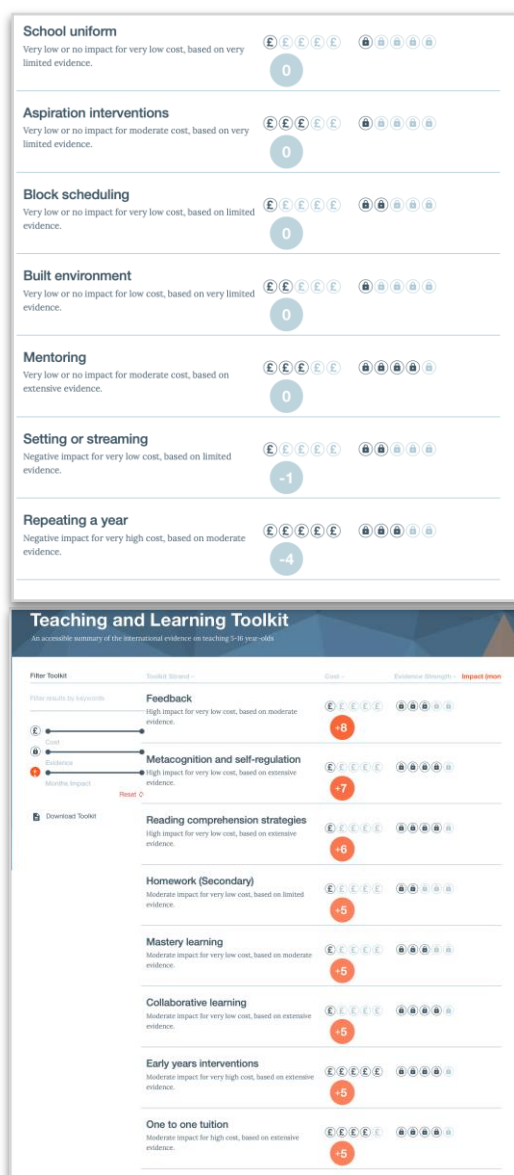 School uniform
Very low or no impact for very low cost, based on very
limited evidence.
£ £ £ £ £
0
Aspiration interventions
Very low or no impact for moderate cost, based on very
limited evidence.
£ £ £ £ £
0
Block scheduling
Very low or no impact for very low cost, based on limited
evidence.
£ £ £ £ £
0
Built environment
Very low or no impact for low cost, based on very limited
evidence.
£ £ £ £ £
0
Mentoring
Very low or no impact for moderate cost, based on
extensive evidence.
£ £ £ £ £
0
Setting or streaming
Negative impact for very low cost, based on limited
evidence.
£ £ £ £ £
-1
Repeating a year
Negative impact for very high cost, based on moderate
evidence.
£ £ £ £ £
-4
Teaching and Learning Toolkit
An accessible summary of the international evidence on teaching 5-16 year-olds
Filter Toolkit
Toolkit Strand
Cost
Evidence Strength
Impact (mon
Filter results by keywords
£
Cost
Evidence
Months Impact
Reset
Download Toolkit
Feedback
High impact for very low cost, based on moderate
evidence.
£ £ £ £ £
+8
Metacognition and self-regulation
High impact for very low cost, based on extensive
evidence.
£ £ £ £ £
+7
Reading comprehension strategies
High impact for very low cost, based on extensive
evidence.
£ £ £ £ £
+6
Homework (Secondary)
Moderate impact for very low cost, based on limited
evidence.
£ £ £ £ £
+5
Mastery learning
Moderate impact for very low cost, based on moderate
evidence.
£ £ £ £ £
+5
Collaborative learning
Moderate impact for very low cost, based on extensive
evidence.
£ £ £ £ £
+5
Early years interventions
Moderate impact for very high cost, based on extensive
evidence.
£ £ £ £ £
+5
One to one tuition
Moderate impact for high cost, based on extensive
evidence.
£ £ £ £ £
+5